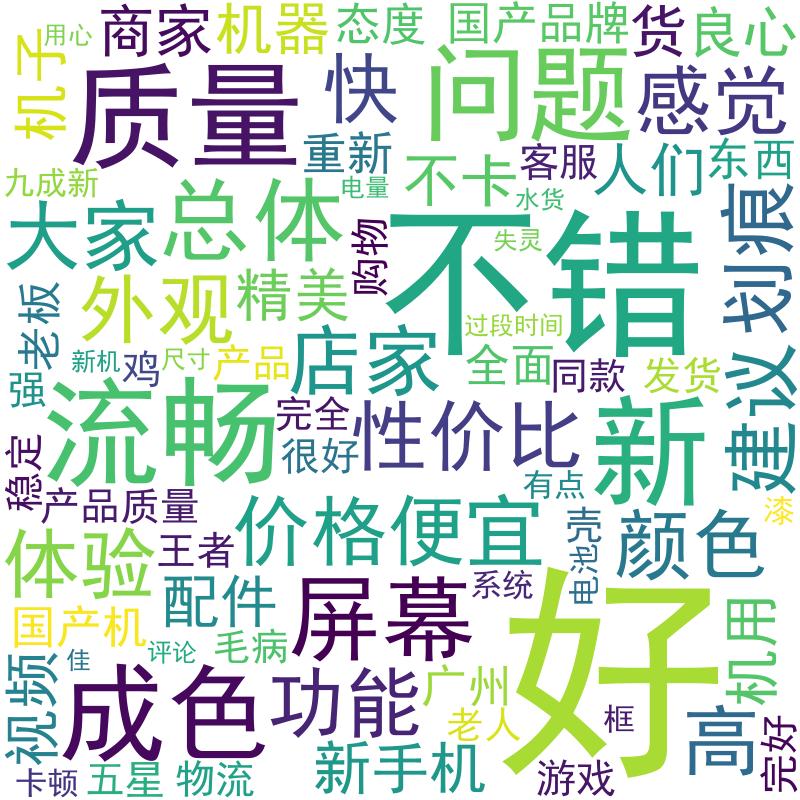 用心
商家
机器
态度
国产品牌
货
良心
机子
质量
快
问题
感觉
重新
不卡
客服
人们
东西
九成新
电量
水货
大家
总体
购物
不错
失灵
划痕
外观
精美
老板
过段时间
新机
鸡
尺寸
产品
店家
全面
同款
发货
建议
强
流畅
完全
性价比
新
很好
稳定
产品质量
有点
价格便宜
壳
颜色
漆
体验
王者
配件
屏幕
系统
电池
好
国产机
毛病
评论
佳
视频
机用
成色
功能
广州
老人
框
高
完好
卡顿
五星
物流
新手机
游戏